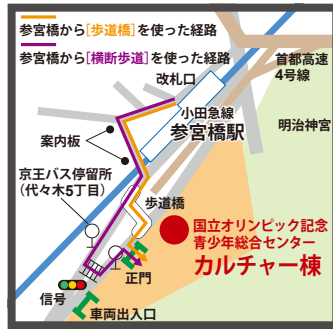 参宮橋から[歩道橋]を使った経路
参宮橋から[横断歩道]を使った経路
改札口
首都高速
4号線
小田急線
参宮橋駅
明治神宮
案内板
京王バス停留所
(代々木5丁目)
歩道橋
国立オリンピック記念
青少年総合センター
カルチャー棟
正門
信号
車両出入口